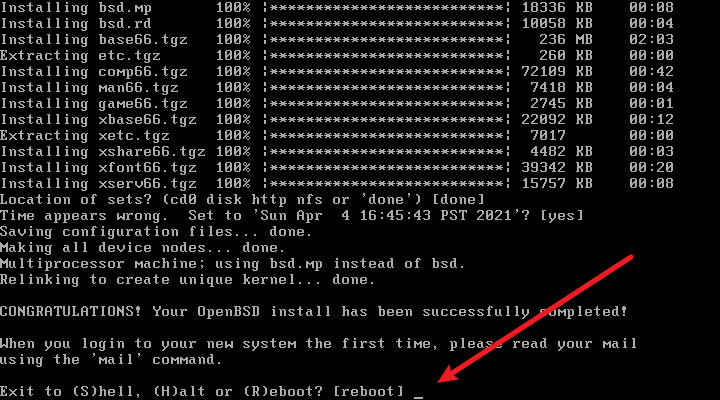 Installing bsd.mp       100% |**************************| 18336 KB    00:08
Installing bsd.rd       100% |**************************| 10058 KB    00:04
Installing base66.tgz   100% |**************************|   236 MB    02:03
Extracting etc.tgz      100% |**************************|   260 KB    00:00
Installing comp66.tgz   100% |**************************| 72109 KB    00:42
Installing man66.tgz    100% |**************************|  7418 KB    00:04
Installing game66.tgz   100% |**************************|  2745 KB    00:01
Installing xbase66.tgz  100% |**************************| 22092 KB    00:12
Extracting xetc.tgz     100% |**************************|  7017       00:00
Installing xshare66.tgz 100% |**************************|  4482 KB    00:03
Installing xfont66.tgz  100% |**************************| 39342 KB    00:20
Installing xserv66.tgz  100% |**************************| 15757 KB    00:08
Location of sets? (cd0 disk http nfs or 'done') [done]
Time appears wrong.  Set to 'Sun Apr  4 16:45:43 PST 2021'? [yes]
Saving configuration files... done.
Making all device nodes... done.
Multiprocessor machine; using bsd.mp instead of bsd.
Relinking to create unique kernel... done.
CONGRATULATIONS! Your OpenBSD install has been successfully completed!
When you login to your new system the first time, please read your mail
using the 'mail' command.
Exit to (S)hell, (H)alt or (R)eboot? [reboot] _